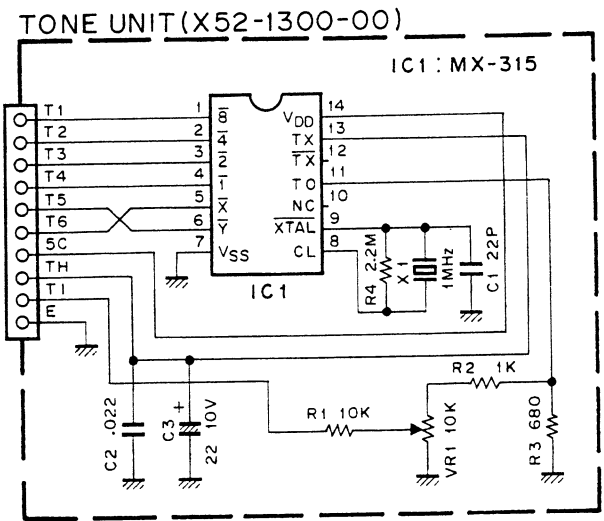 TONE UNIT(X52-1300-00)
IC1 : MX-315
T1 1 8 VDD 14
T2 2 4 TX 13
T3 3 2 TX 12
T4 4 1 TO 11
T5 5 X NC 10
T6 6 Y XTAL 9
5C 7 VSS CL 8
TH
T1
E
IC1
R4 2.2M
X1
1MHz
C1 22P
R2 1K
R1 10K
VR1 10K
R3 680
C2 .022
C3 + 10V
22